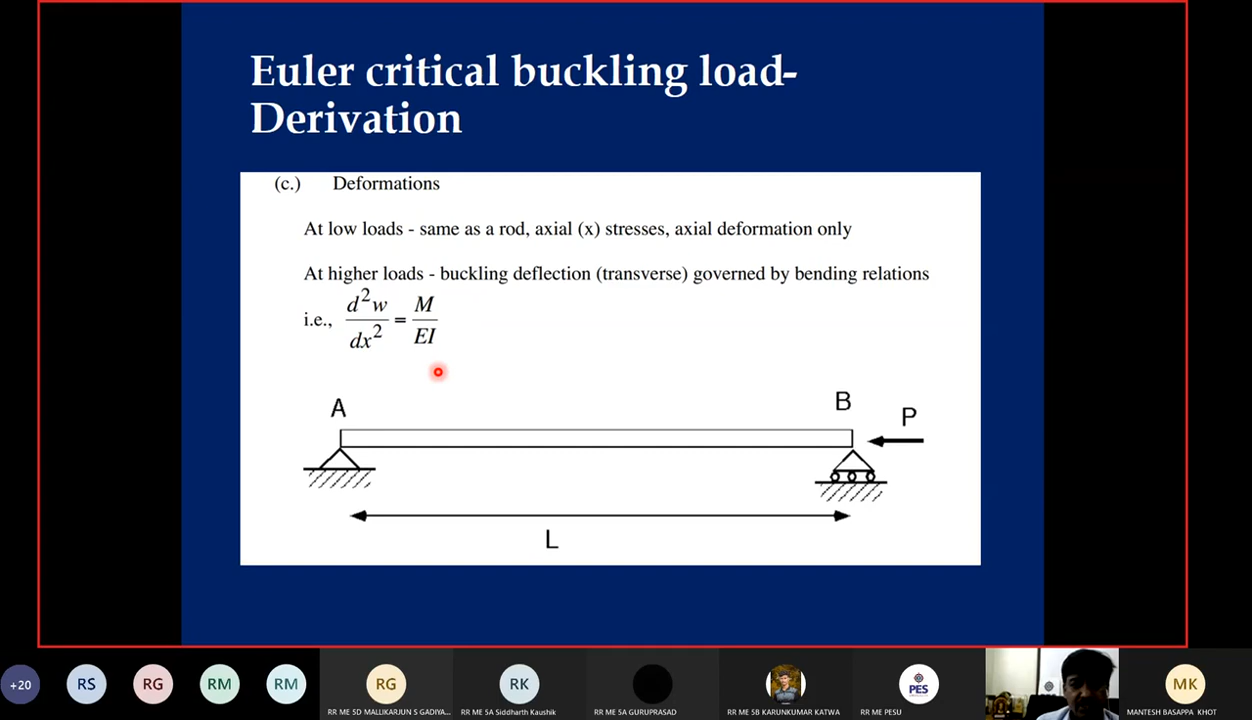 Euler critical buckling load-
Derivation
(c.) Deformations
At low loads - same as a rod, axial (x) stresses, axial deformation only
At higher loads - buckling deflection (transverse) governed by bending relations
i.e., d²w/dx² = M/EI
A
B
P
L
+20
RS
RG
RM
RM
RG
RK
PES
MK
RR ME 5D MALLIKARJUN S GADIYA...
RR ME 5A Siddharth Kaushik
RR ME 5A GURUPRASAD
RR ME 5B KARUNKUMAR KATWA
RR ME PESU
MANTESH BASAPPA KHOT